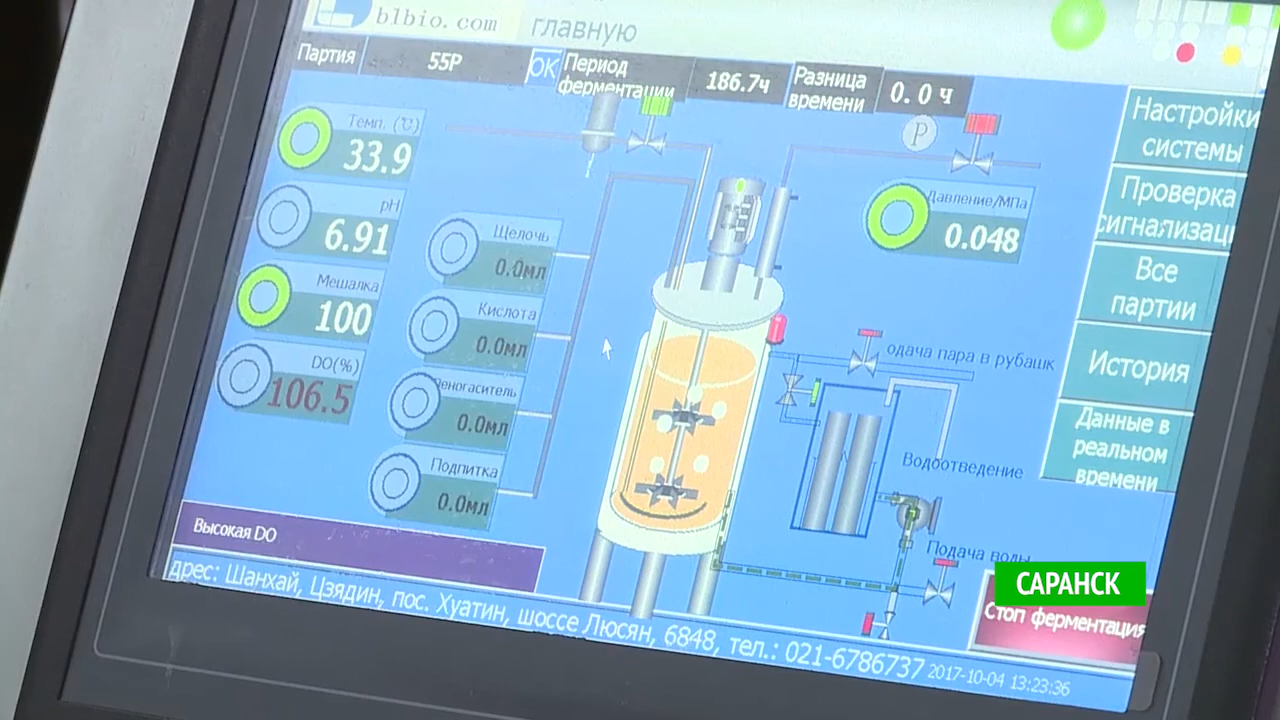 blbio.com
главную
Партия
55P
ОК
Период
ферментации
186.7ч
Разница
времени
0.0 ч
Темп. (℃)
33.9
pH
6.91
Мешалка
100
DO(%)
106.5
Щелочь
0.0мл
Кислота
0.0мл
Пеногаситель
0.0мл
Подпитка
0.0мл
P
Давление/МПа
0.048
Настройки
системы
Проверка
сигнализац
Все
партии
История
Данные в
реальном
времени
одача пара в рубашк
Водоотведение
Подача воды
Высокая DO
дрес: Шанхай, Цзядин, пос. Хуатин, шоссе Люсян, 6848, тел.: 021-6786737
2017-10-04 13:23:36
САРАНСК
Стоп ферментация